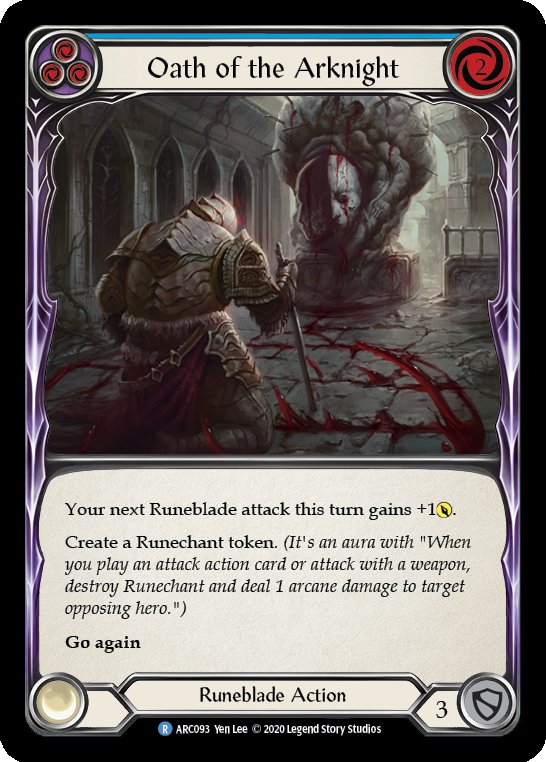 Oath of the Arknight
2
Your next Runeblade attack this turn gains +1.
Create a Runechant token. (It's an aura with "When
you play an attack action card or attack with a weapon,
destroy Runechant and deal 1 arcane damage to target
opposing hero.")
Go again
Runeblade Action
3
R ARC093 Yen Lee © 2020 Legend Story Studios